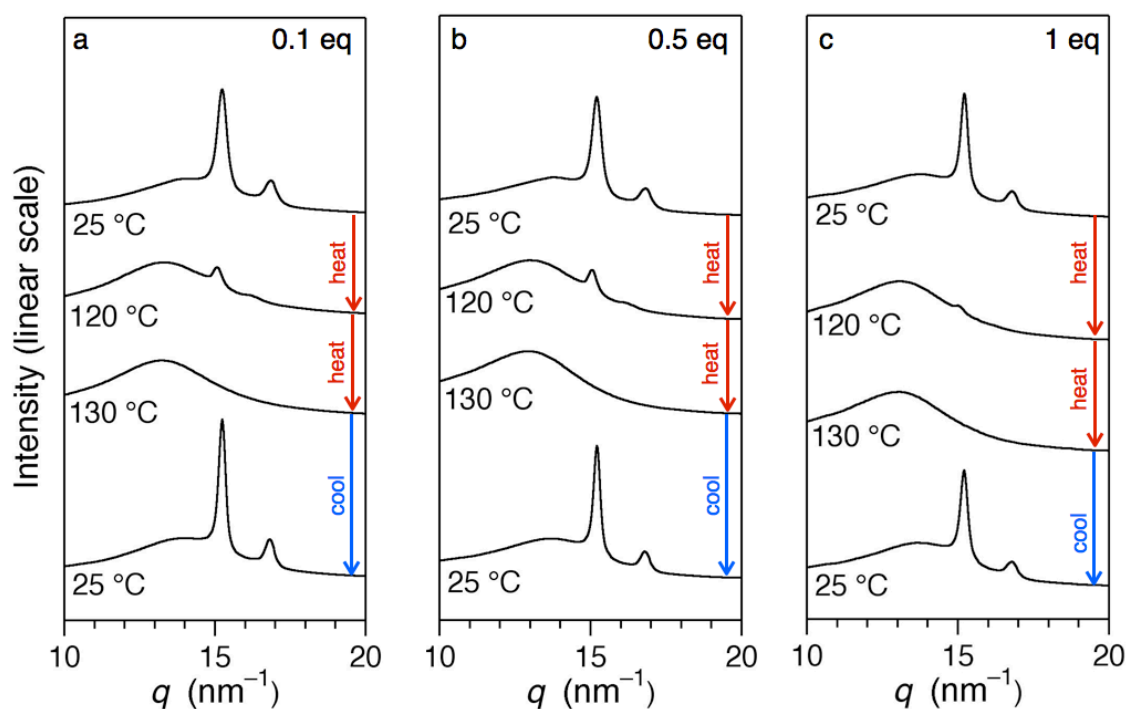 a 0.1 eq
25 °C
heat
120 °C
heat
130 °C
cool
25 °C
10 15 20
q (nm⁻¹)
b 0.5 eq
25 °C
heat
120 °C
heat
130 °C
cool
25 °C
10 15 20
q (nm⁻¹)
c 1 eq
25 °C
heat
120 °C
heat
130 °C
cool
25 °C
10 15 20
q (nm⁻¹)
Intensity (linear scale)